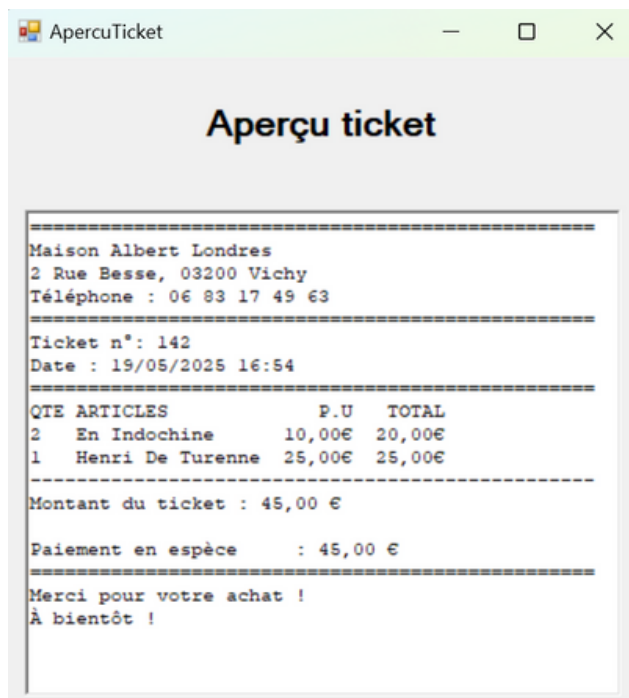 ApercuTicket
Aperçu ticket
=================================================
Maison Albert Londres
2 Rue Besse, 03200 Vichy
Téléphone : 06 83 17 49 63
=================================================
Ticket n°: 142
Date : 19/05/2025 16:54
=================================================
QTE ARTICLES             P.U   TOTAL
2   En Indochine      10,00€  20,00€
1   Henri De Turenne  25,00€  25,00€
-------------------------------------------------
Montant du ticket : 45,00 €
Paiement en espèce     : 45,00 €
=================================================
Merci pour votre achat !
À bientôt !